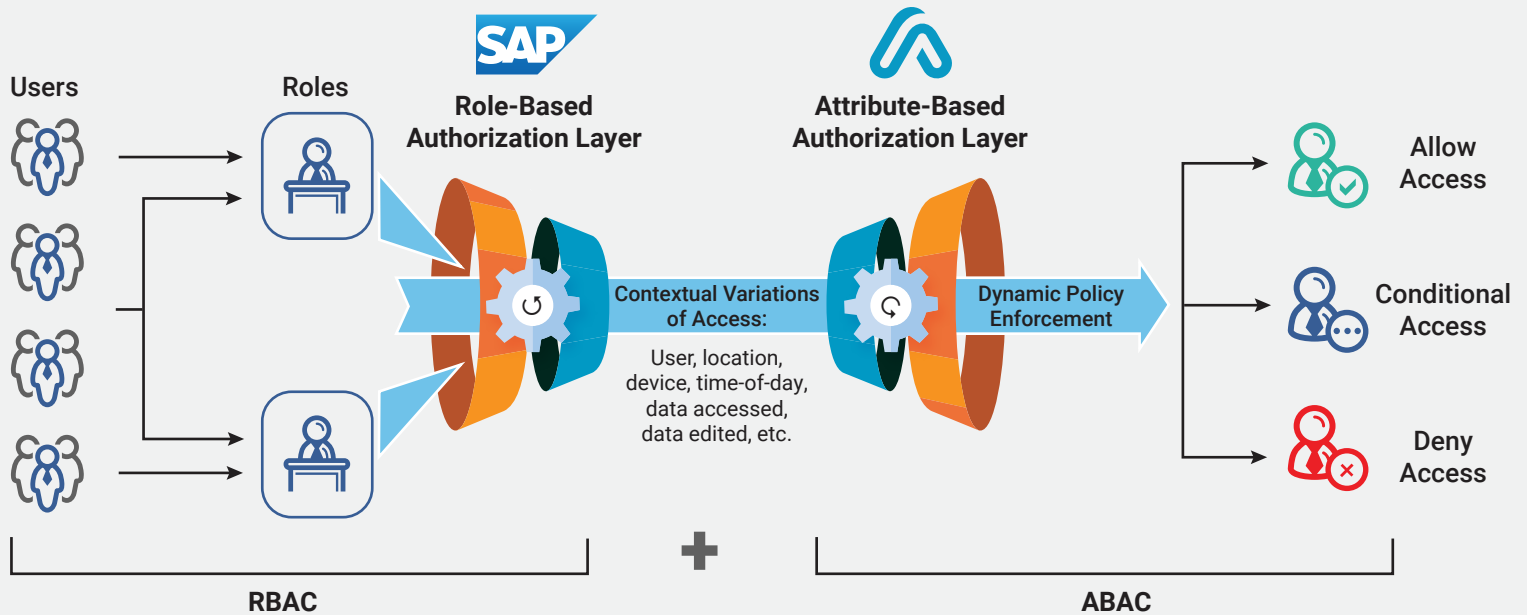 Users
Roles
SAP
Role-Based
Authorization Layer
Attribute-Based
Authorization Layer
Contextual Variations
of Access:
User, location,
device, time-of-day,
data accessed,
data edited, etc.
Dynamic Policy
Enforcement
Allow
Access
Conditional
Access
Deny
Access
RBAC
+
ABAC